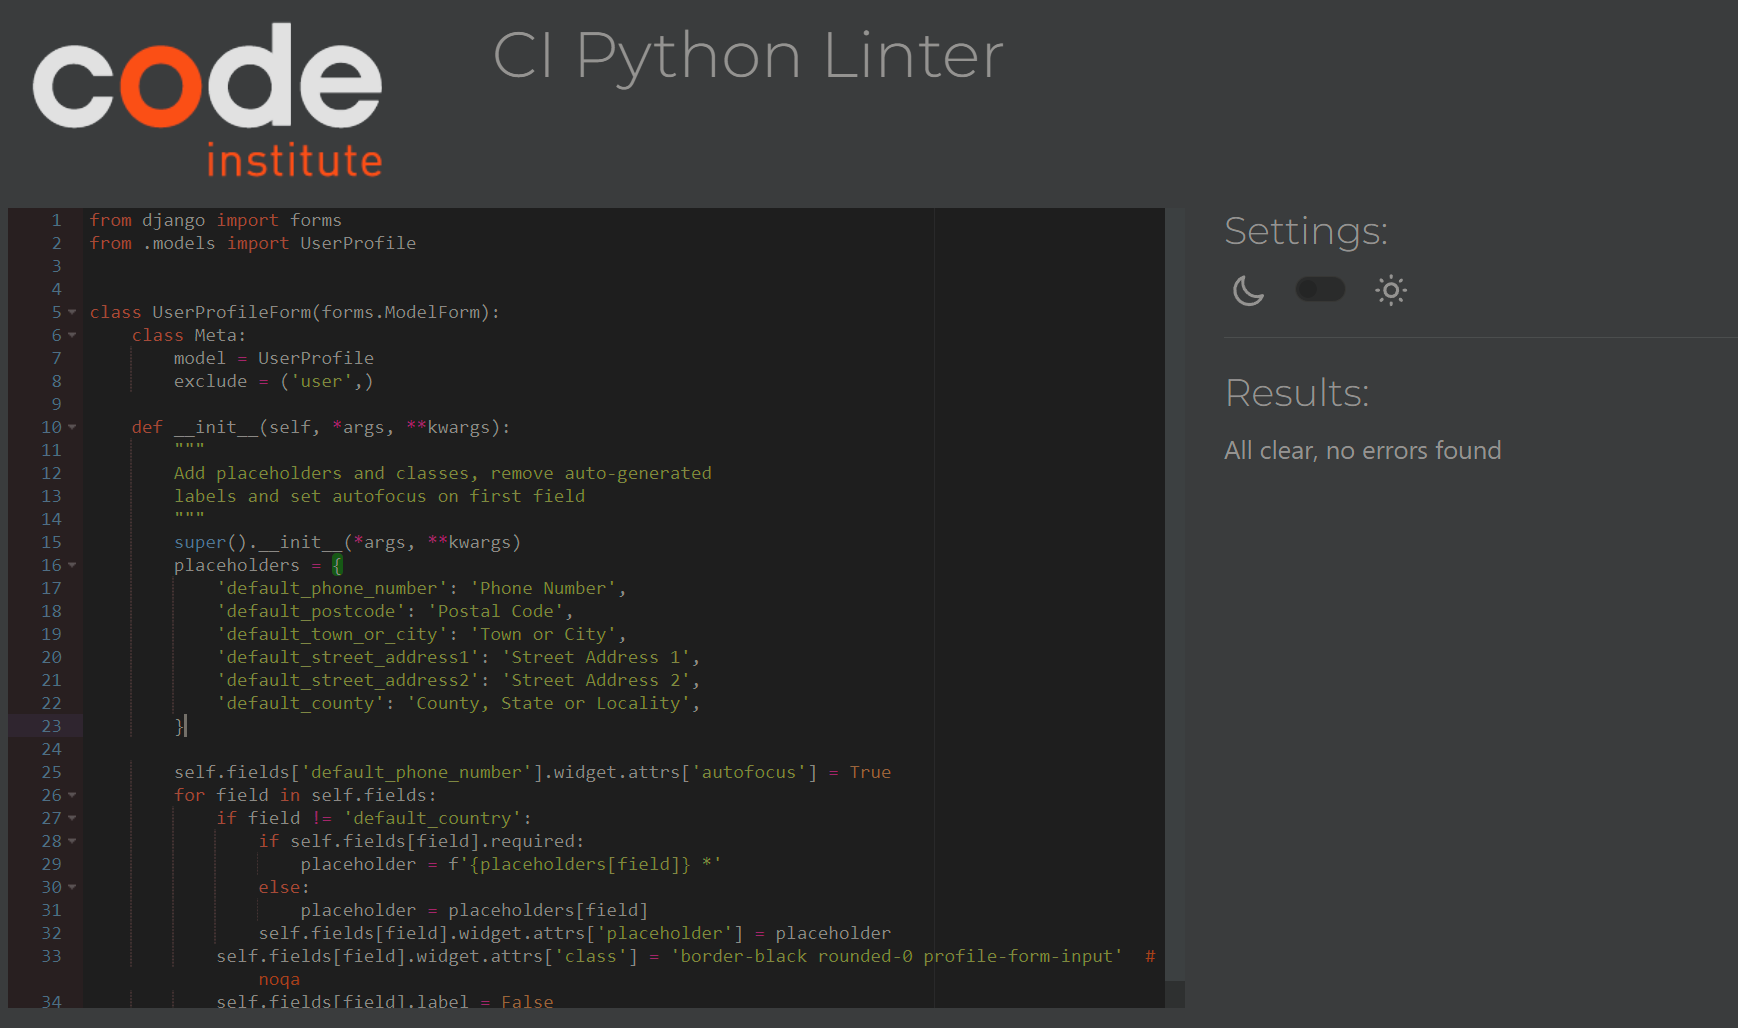 code
institute
CI Python Linter
1 from django import forms
2 from .models import UserProfile
3
4
5 class UserProfileForm(forms.ModelForm):
6     class Meta:
7         model = UserProfile
8         exclude = ('user',)
9
10     def __init__(self, *args, **kwargs):
11         """
12         Add placeholders and classes, remove auto-generated
13         labels and set autofocus on first field
14         """
15         super().__init__(*args, **kwargs)
16         placeholders = {
17             'default_phone_number': 'Phone Number',
18             'default_postcode': 'Postal Code',
19             'default_town_or_city': 'Town or City',
20             'default_street_address1': 'Street Address 1',
21             'default_street_address2': 'Street Address 2',
22             'default_county': 'County, State or Locality',
23         }
24
25         self.fields['default_phone_number'].widget.attrs['autofocus'] = True
26         for field in self.fields:
27             if field != 'default_country':
28                 if self.fields[field].required:
29                     placeholder = f'{placeholders[field]} *'
30                 else:
31                     placeholder = placeholders[field]
32                 self.fields[field].widget.attrs['placeholder'] = placeholder
33             self.fields[field].widget.attrs['class'] = 'border-black rounded-0 profile-form-input'  #
noqa
34             self.fields[field].label = False
Settings:
Results:
All clear, no errors found